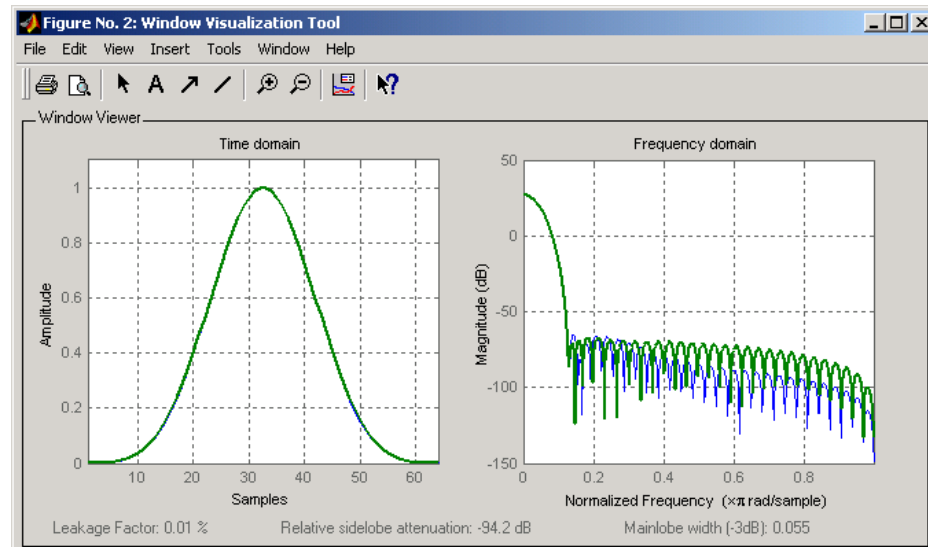 Figure No. 2: Window Visualization Tool
File Edit View Insert Tools Window Help
A
?
Window Viewer
Time domain
1
0.8
0.6
0.4
0.2
0
10 20 30 40 50 60
Amplitude
Samples
Frequency domain
50
0
-50
-100
-150
0 0.2 0.4 0.6 0.8
Magnitude (dB)
Normalized Frequency (×π rad/sample)
Leakage Factor: 0.01 % Relative sidelobe attenuation: -94.2 dB Mainlobe width (-3dB): 0.055